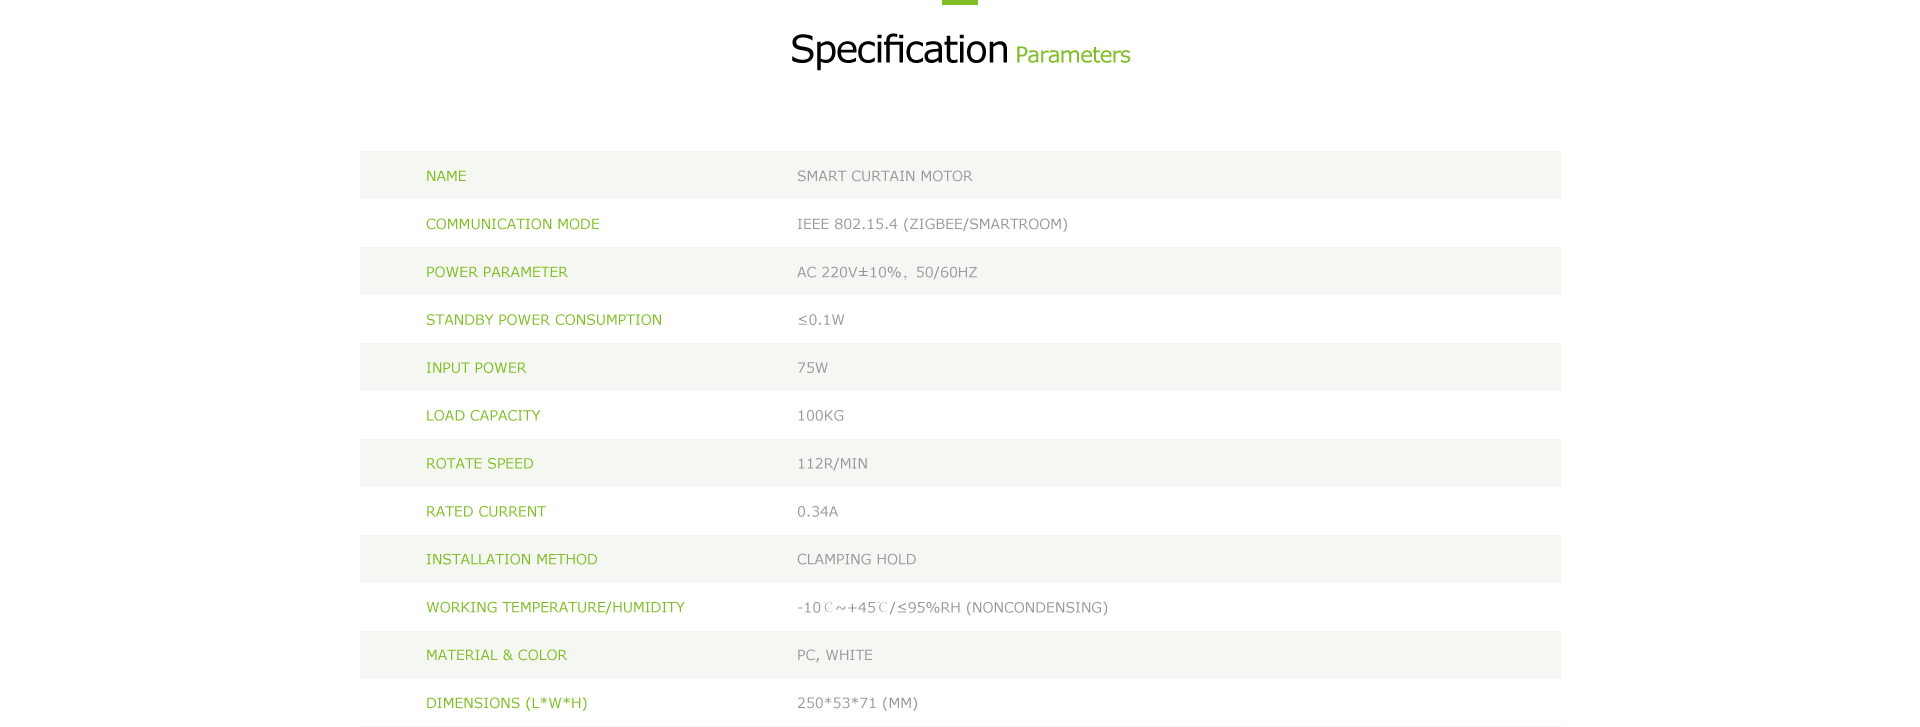 Specification Parameters
NAME SMART CURTAIN MOTOR
COMMUNICATION MODE IEEE 802.15.4 (ZIGBEE/SMARTROOM)
POWER PARAMETER AC 220V±10%，50/60HZ
STANDBY POWER CONSUMPTION ≤0.1W
INPUT POWER 75W
LOAD CAPACITY 100KG
ROTATE SPEED 112R/MIN
RATED CURRENT 0.34A
INSTALLATION METHOD CLAMPING HOLD
WORKING TEMPERATURE/HUMIDITY -10℃~+45℃/≤95%RH (NONCONDENSING)
MATERIAL & COLOR PC, WHITE
DIMENSIONS (L*W*H) 250*53*71 (MM)